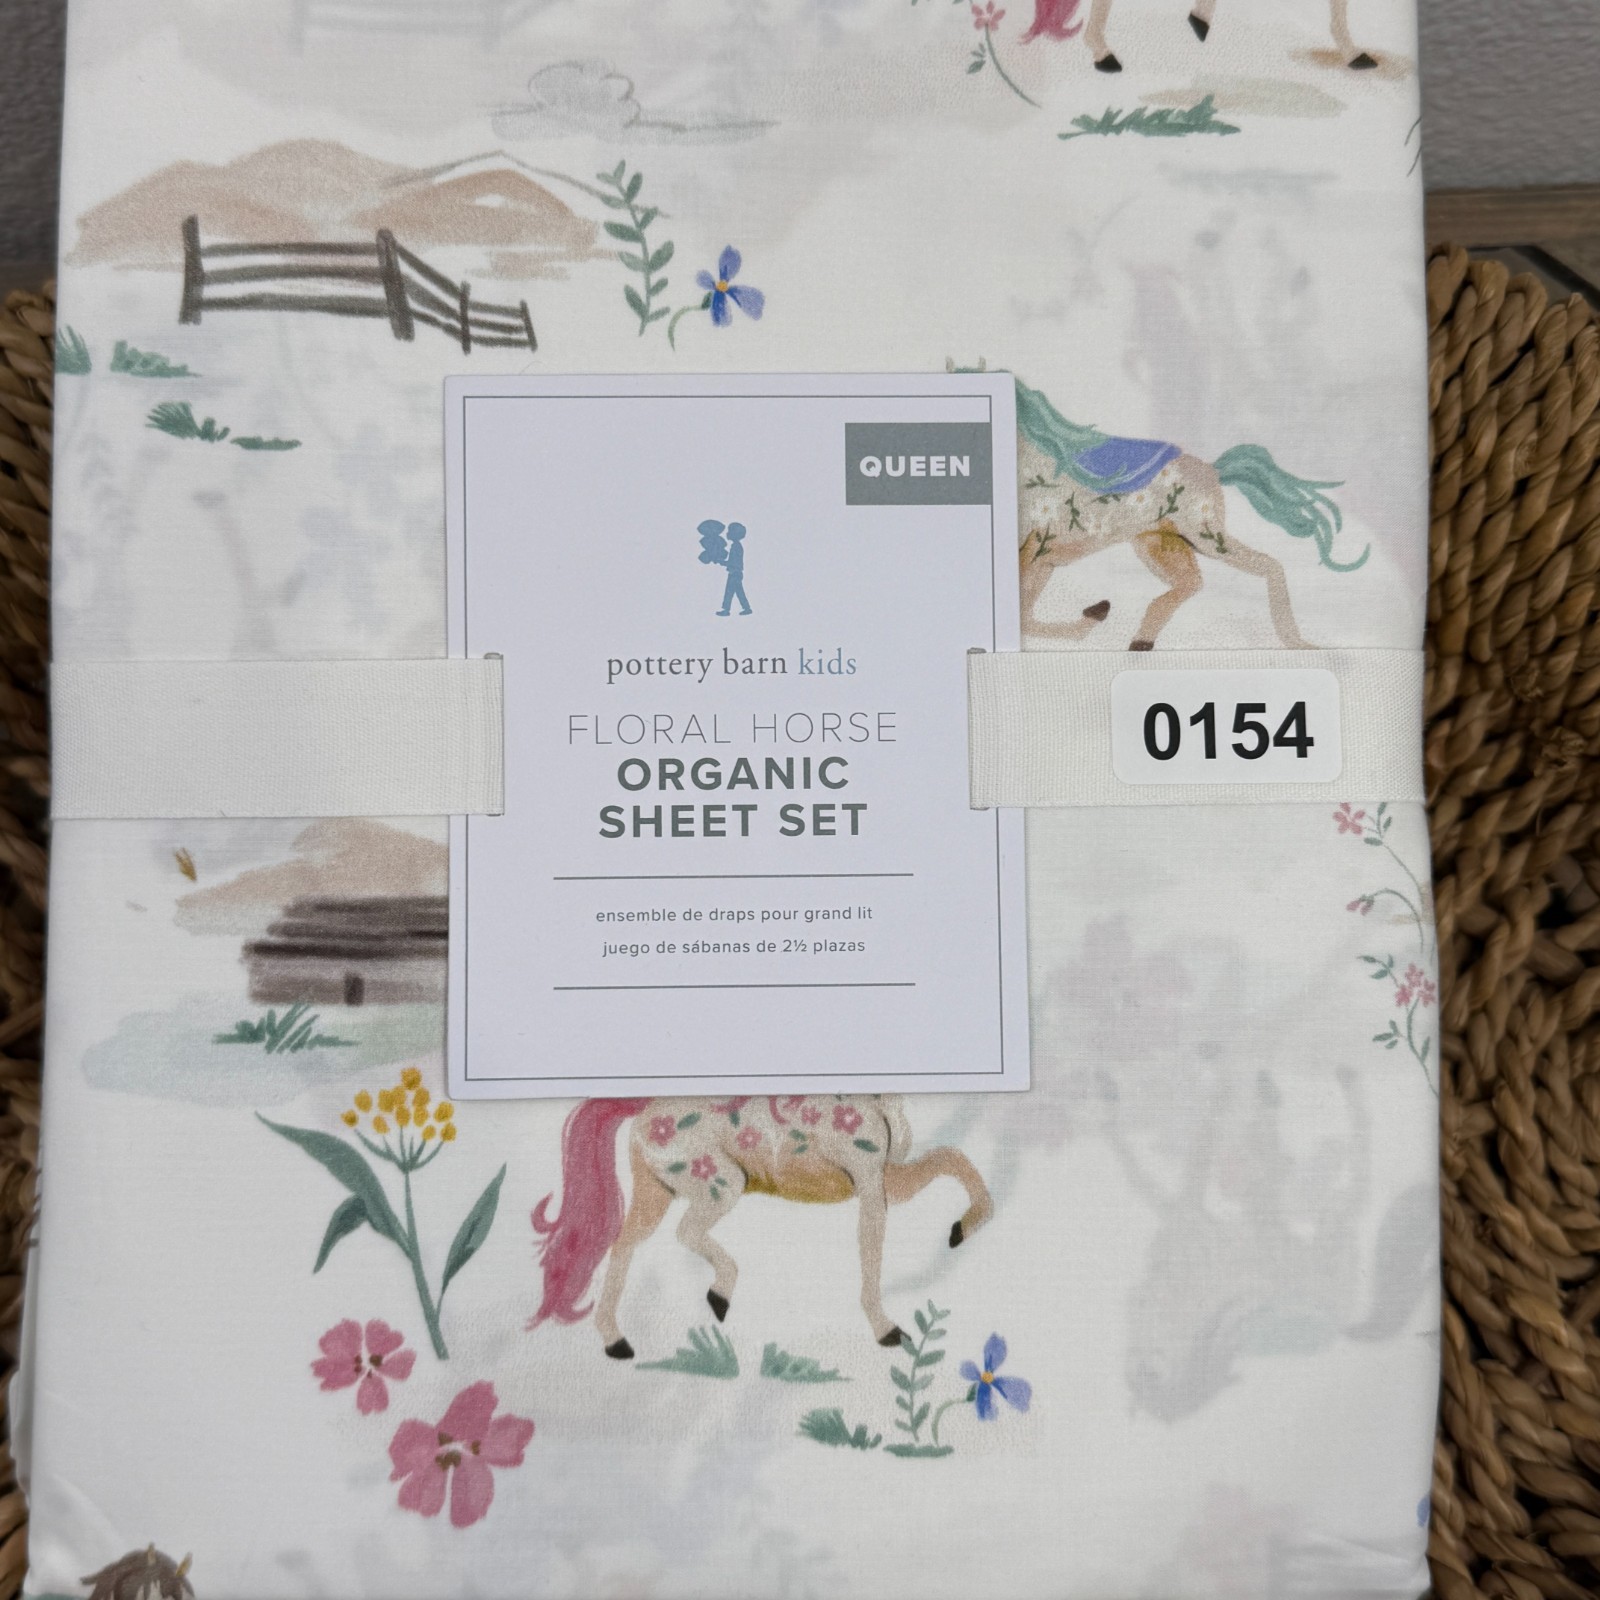 QUEEN
pottery barn kids
FLORAL HORSE
ORGANIC
SHEET SET
0154
ensemble de draps pour grand lit
juego de sábanas de 2½ plazas